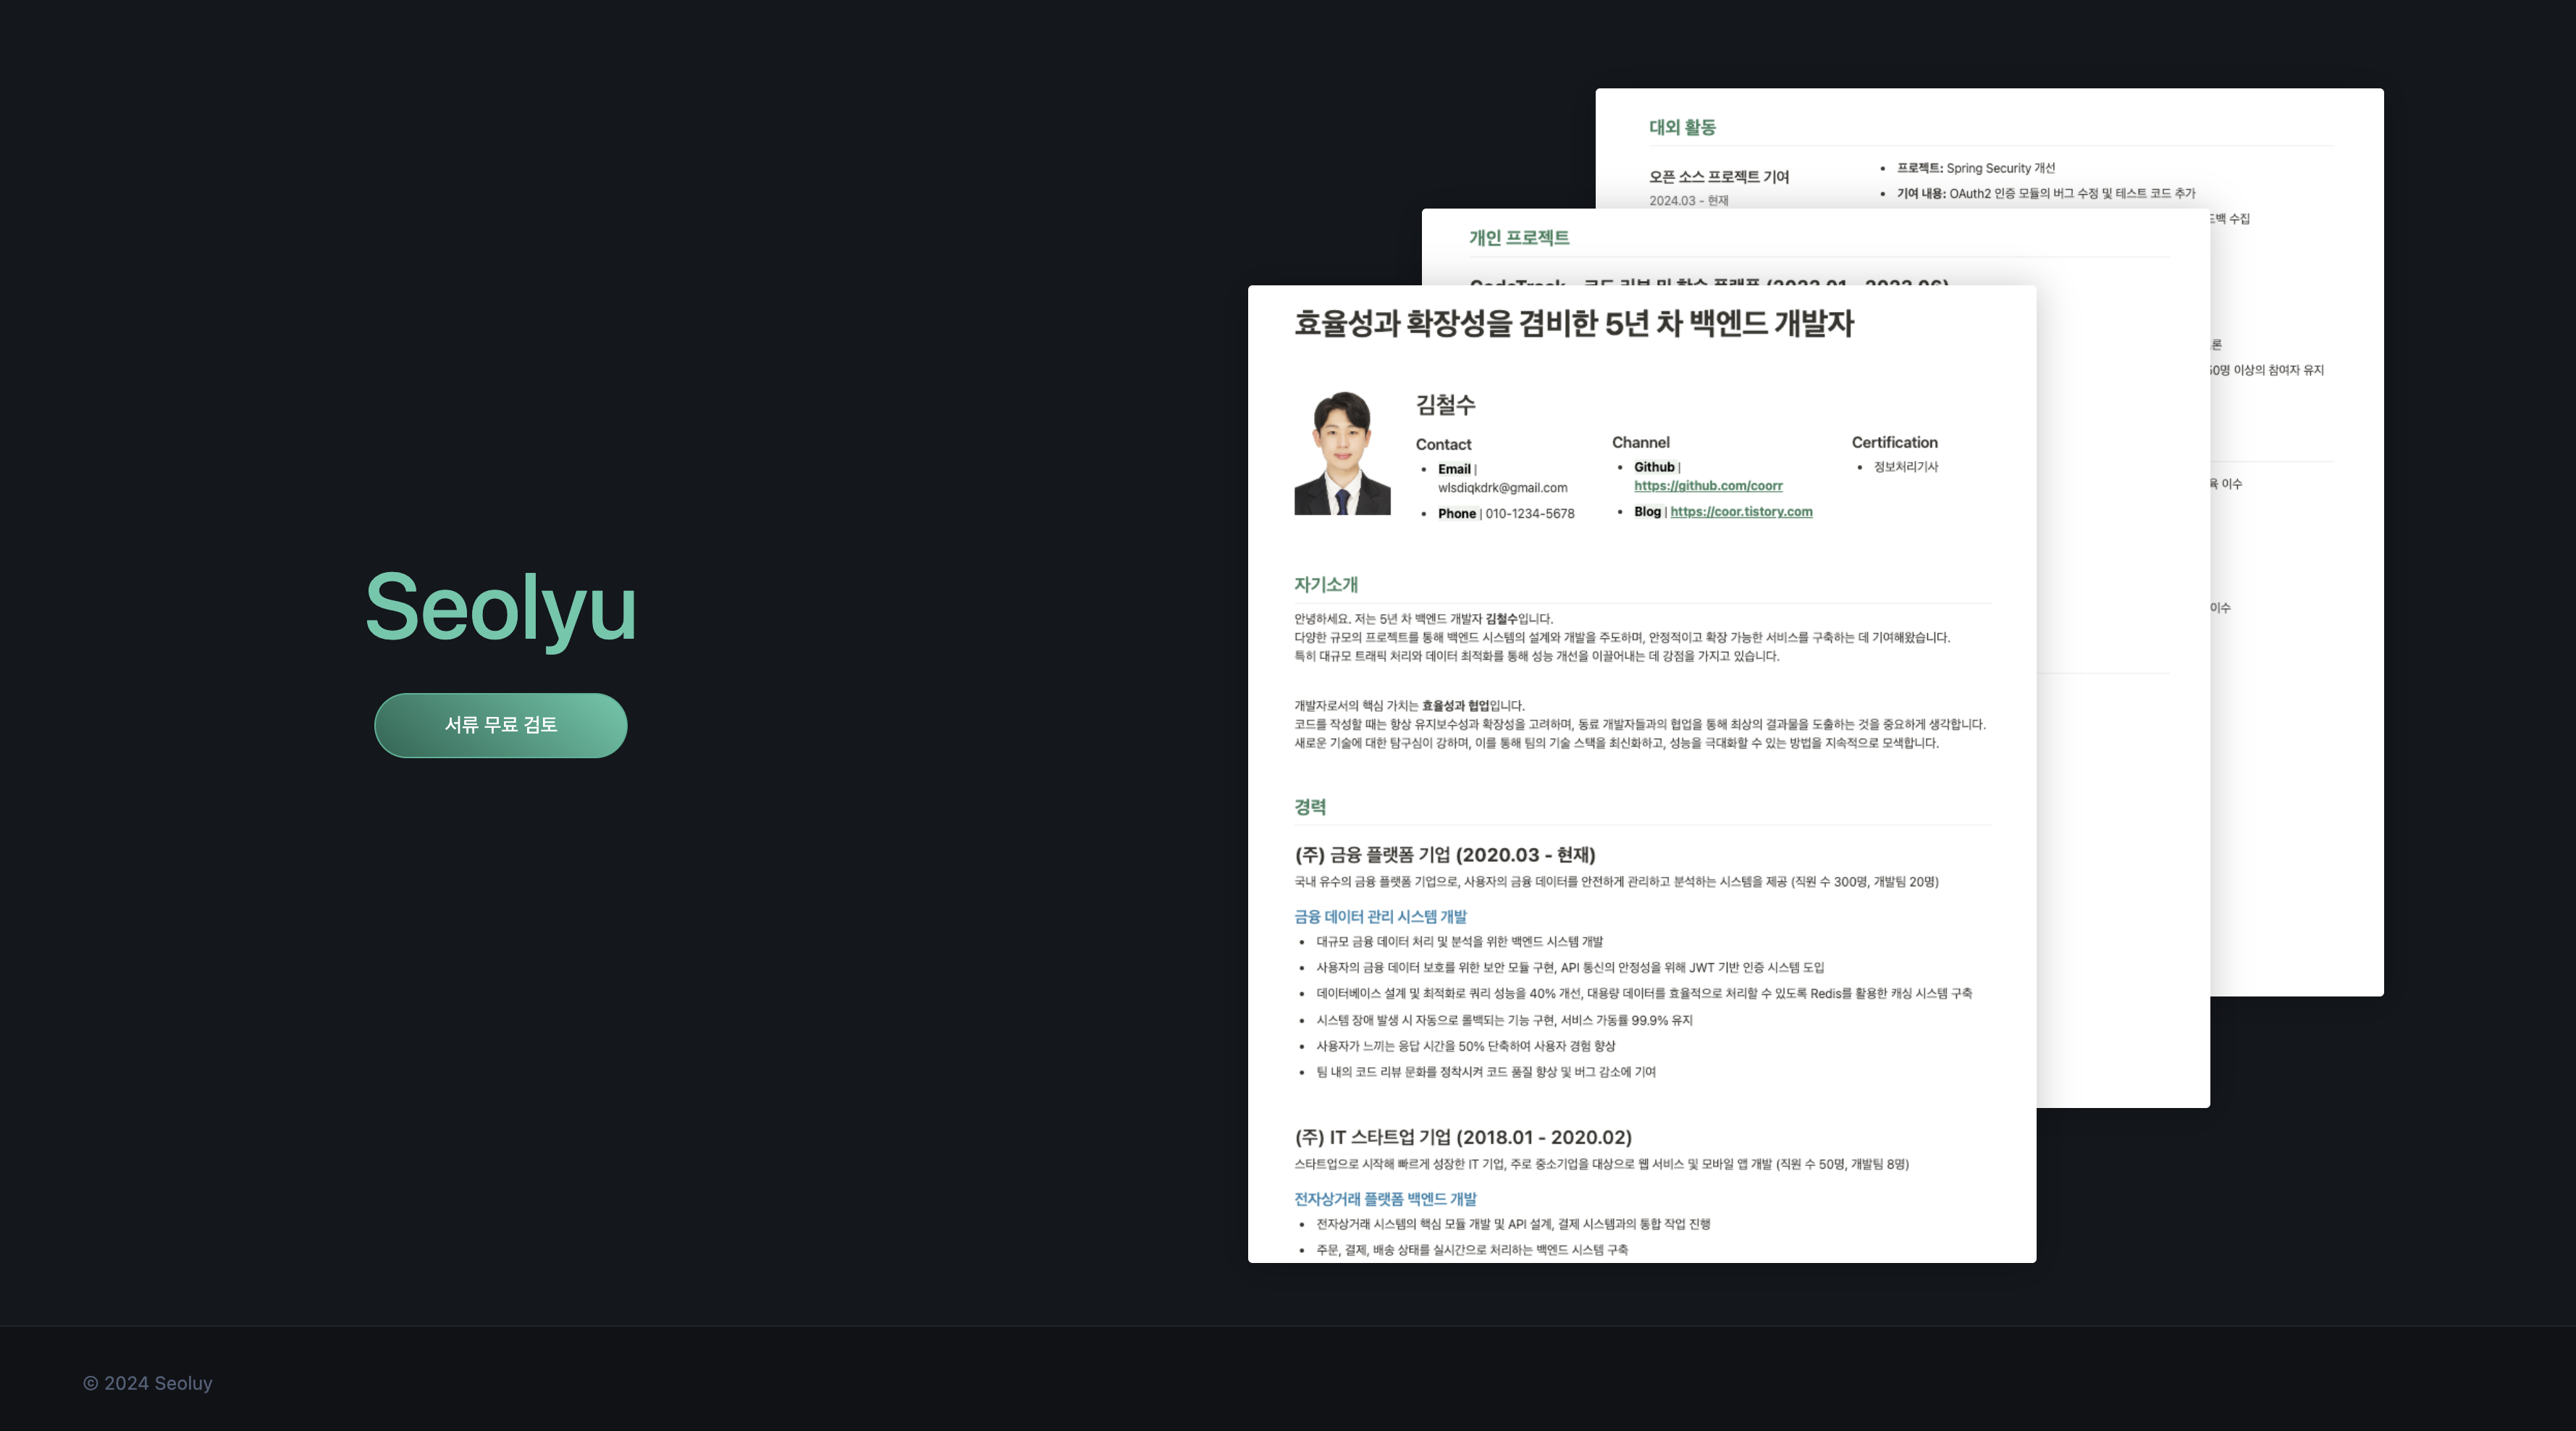 Seolyu
서류 무료 검토
대외 활동
오픈 소스 프로젝트 기여
2024.03 - 현재
프로젝트: Spring Security 개선
기여 내용: OAuth2 인증 모듈의 버그 수정 및 테스트 코드 추가
수집
50명 이상의 참여자 유지
이수
이수
개인 프로젝트
CodeTrack - 코드 리뷰 및 학습 플랫폼 (2023.01 - 2023.06)
효율성과 확장성을 겸비한 5년 차 백엔드 개발자
김철수
Contact
Email |
wlsdiqkdrk@gmail.com
Phone | 010-1234-5678
Channel
Github |
https://github.com/coorr
Blog | https://coor.tistory.com
Certification
정보처리기사
자기소개
안녕하세요. 저는 5년 차 백엔드 개발자 김철수입니다.
다양한 규모의 프로젝트를 통해 백엔드 시스템의 설계와 개발을 주도하며, 안정적이고 확장 가능한 서비스를 구축하는 데 기여해왔습니다.
특히 대규모 트래픽 처리와 데이터 최적화를 통해 성능 개선을 이끌어내는 데 강점을 가지고 있습니다.
개발자로서의 핵심 가치는 효율성과 협업입니다.
코드를 작성할 때는 항상 유지보수성과 확장성을 고려하며, 동료 개발자들과의 협업을 통해 최상의 결과물을 도출하는 것을 중요하게 생각합니다.
새로운 기술에 대한 탐구심이 강하며, 이를 통해 팀의 기술 스택을 최신화하고, 성능을 극대화할 수 있는 방법을 지속적으로 모색합니다.
경력
(주) 금융 플랫폼 기업 (2020.03 - 현재)
국내 유수의 금융 플랫폼 기업으로, 사용자의 금융 데이터를 안전하게 관리하고 분석하는 시스템을 제공 (직원 수 300명, 개발팀 20명)
금융 데이터 관리 시스템 개발
대규모 금융 데이터 처리 및 분석을 위한 백엔드 시스템 개발
사용자의 금융 데이터 보호를 위한 보안 모듈 구현, API 통신의 안정성을 위해 JWT 기반 인증 시스템 도입
데이터베이스 설계 및 최적화로 쿼리 성능을 40% 개선, 대용량 데이터를 효율적으로 처리할 수 있도록 Redis를 활용한 캐싱 시스템 구축
시스템 장애 발생 시 자동으로 롤백되는 기능 구현, 서비스 가동률 99.9% 유지
사용자가 느끼는 응답 시간을 50% 단축하여 사용자 경험 향상
팀 내의 코드 리뷰 문화를 정착시켜 코드 품질 향상 및 버그 감소에 기여
(주) IT 스타트업 기업 (2018.01 - 2020.02)
스타트업으로 시작해 빠르게 성장한 IT 기업, 주로 중소기업을 대상으로 웹 서비스 및 모바일 앱 개발 (직원 수 50명, 개발팀 8명)
전자상거래 플랫폼 백엔드 개발
전자상거래 시스템의 핵심 모듈 개발 및 API 설계, 결제 시스템과의 통합 작업 진행
주문, 결제, 배송 상태를 실시간으로 처리하는 백엔드 시스템 구축
© 2024 Seoluy